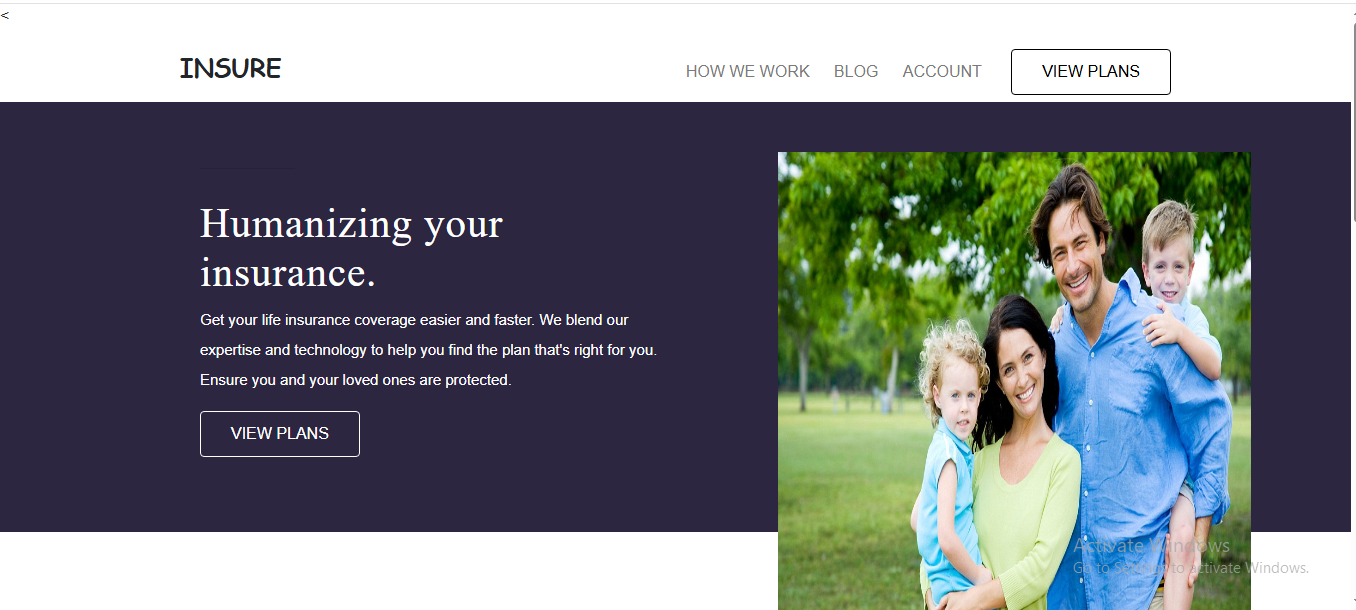 <
INSURE
HOW WE WORK BLOG ACCOUNT VIEW PLANS
Humanizing your
insurance.
Get your life insurance coverage easier and faster. We blend our
expertise and technology to help you find the plan that's right for you.
Ensure you and your loved ones are protected.
VIEW PLANS
Activate Windows
Go to Settings to activate Windows.